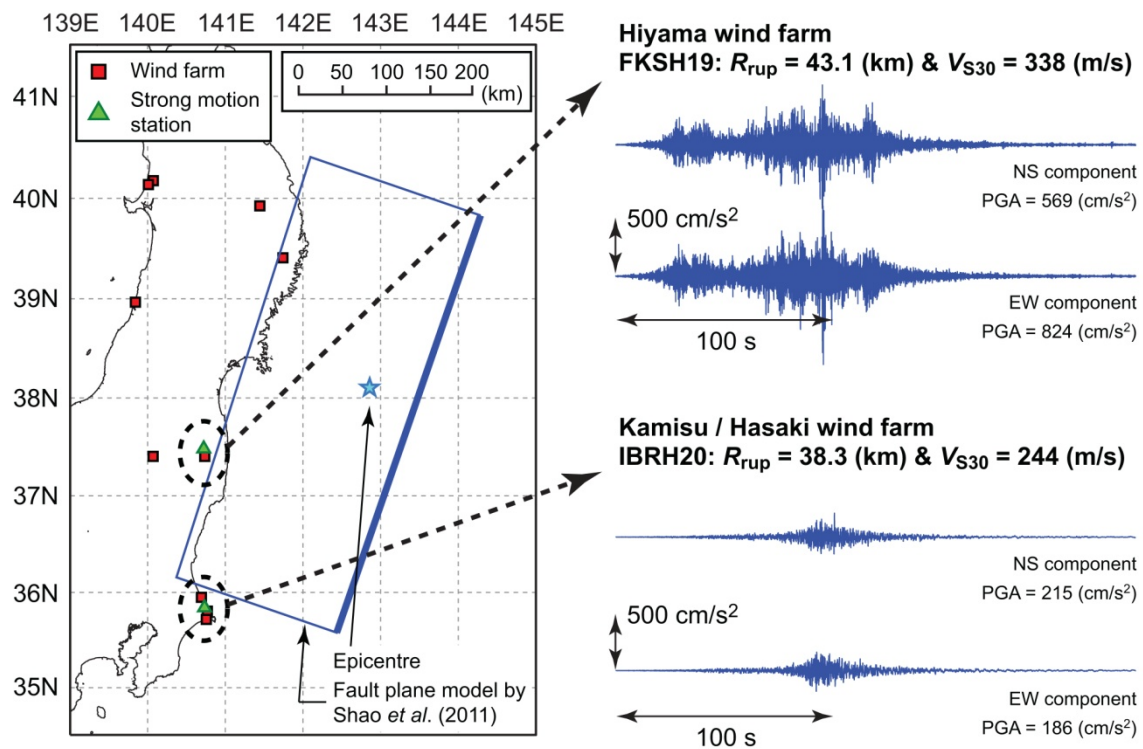 139E 140E 141E 142E 143E 144E 145E
Wind farm
Strong motion
station
0 50 100 150 200
(km)
41N
40N
39N
38N
37N
36N
35N
Epicentre
Fault plane model by
Shao et al. (2011)
Hiyama wind farm
FKSH19: Rrup = 43.1 (km) & VS30 = 338 (m/s)
NS component
PGA = 569 (cm/s²)
500 cm/s²
EW component
PGA = 824 (cm/s²)
100 s
Kamisu / Hasaki wind farm
IBRH20: Rrup = 38.3 (km) & VS30 = 244 (m/s)
NS component
PGA = 215 (cm/s²)
500 cm/s²
EW component
PGA = 186 (cm/s²)
100 s